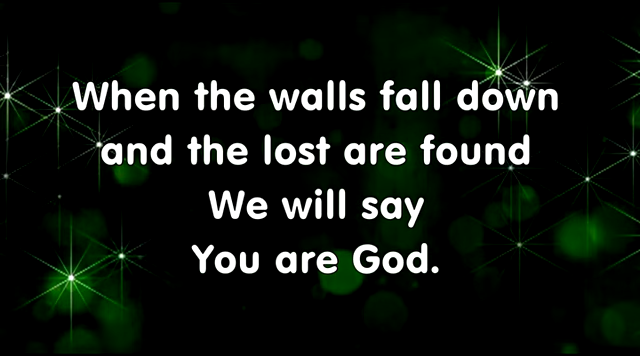 When the walls fall down
and the lost are found
We will say
You are God.